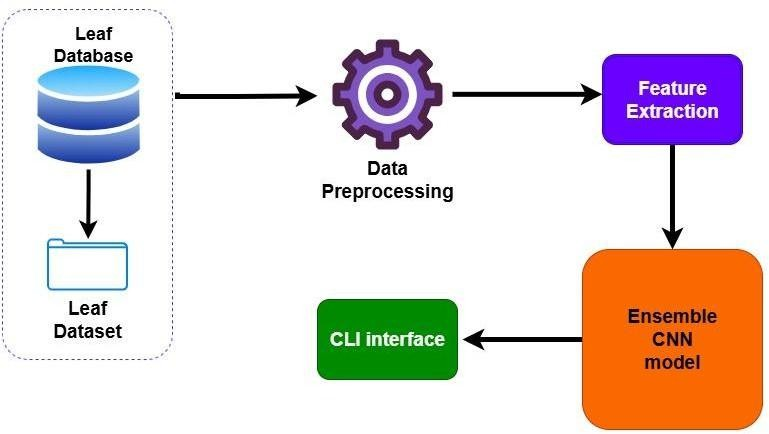 Leaf
Database
Leaf
Dataset
Data
Preprocessing
Feature
Extraction
Ensemble
CNN
model
CLI interface